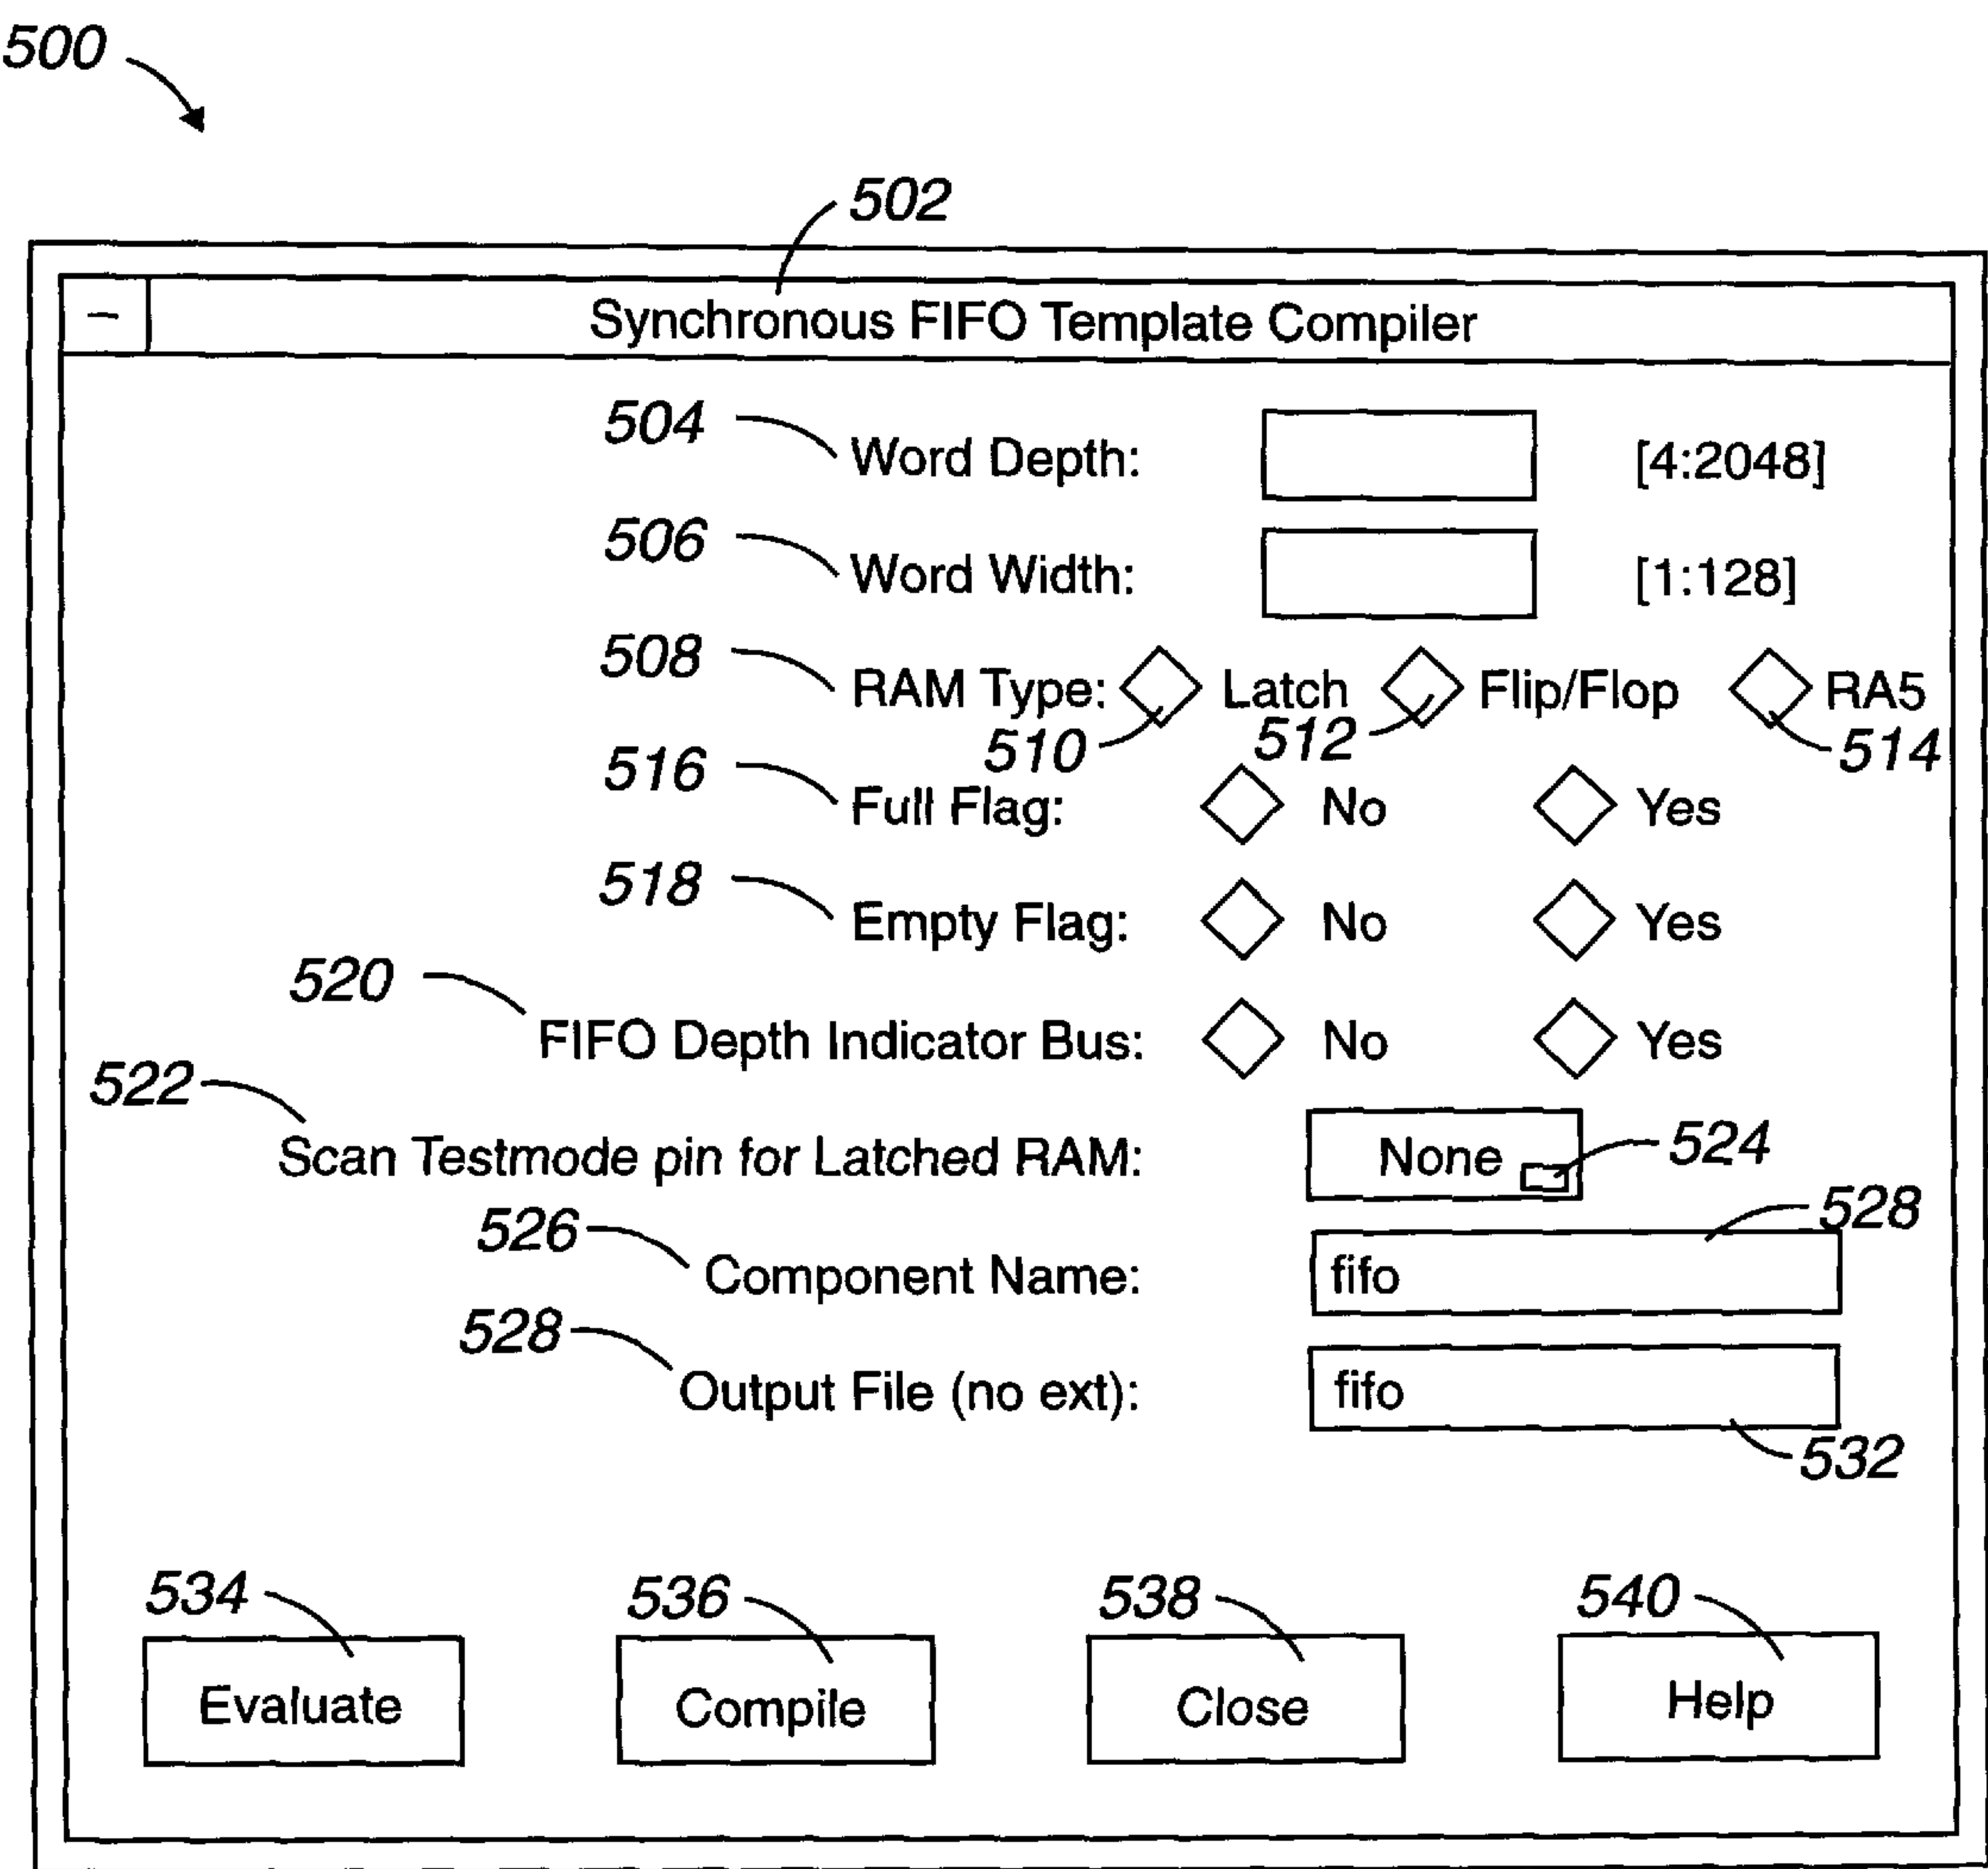 500
502
Synchronous FIFO Template Compiler
504 Word Depth: [4:2048]
506 Word Width: [1:128]
508 RAM Type: Latch Flip/Flop RA5
510 512 514
516 Full Flag: No Yes
518 Empty Flag: No Yes
520 FIFO Depth Indicator Bus: No Yes
522 Scan Testmode pin for Latched RAM: None 524
526 Component Name: fifo 528
528 Output File (no ext): fifo 532
534 536 538 540
Evaluate Compile Close Help